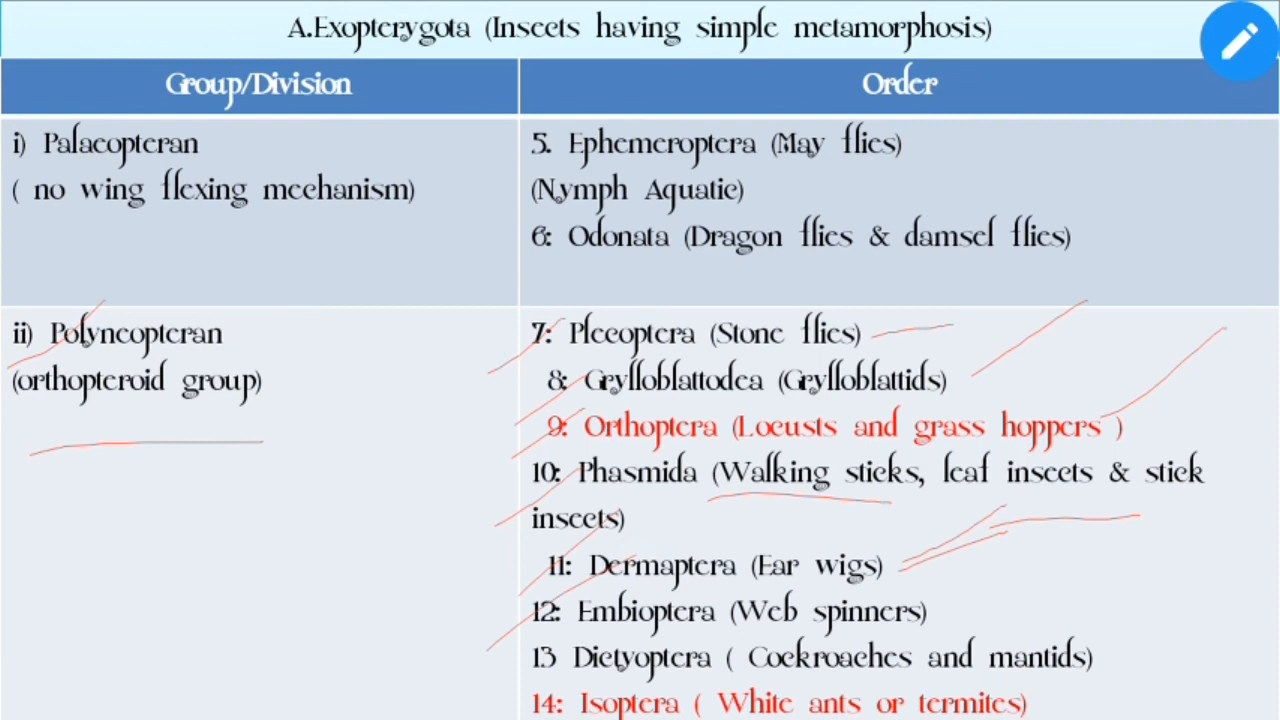 A.Exopterygota (Insects having simple metamorphosis)
Group/Division
Order
i) Palaeopteran
( no wing flexing mechanism)
5. Ephemeroptera (May flies)
(Nymph Aquatic)
6: Odonata (Dragon flies & damsel flies)
ii) Polyneopteran
(orthopteroid group)
7: Plecoptera (Stone flies)
8: Grylloblattodea (Grylloblattids)
9: Orthoptera (Locusts and grass hoppers )
10: Phasmida (Walking sticks, leaf insects & stick
insects)
11: Dermaptera (Ear wigs)
12: Embioptera (Web spinners)
13 Dictyoptera ( Cockroaches and mantids)
14: Isoptera ( White ants or termites)